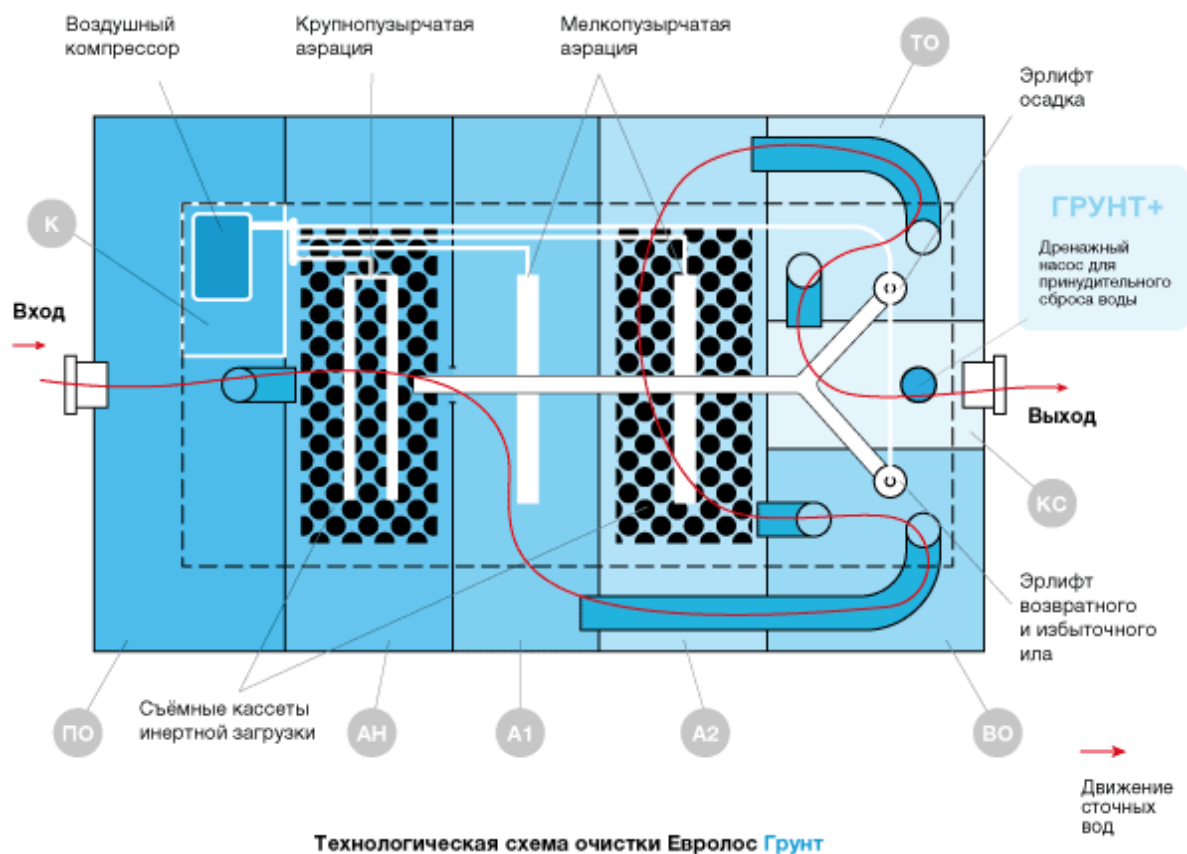 Воздушный
компрессор
Крупнопузырчатая
аэрация
Мелкопузырчатая
аэрация
ТО
Эрлифт
осадка
К
ГРУНТ+
Дренажный
насос для
принудительного
сброса воды
Вход
Выход
КС
Эрлифт
возвратного
и избыточного
ила
Съёмные кассеты
инертной загрузки
ПО
АН
А1
А2
ВО
Движение
сточных
вод
Технологическая схема очистки Евролос Грунт